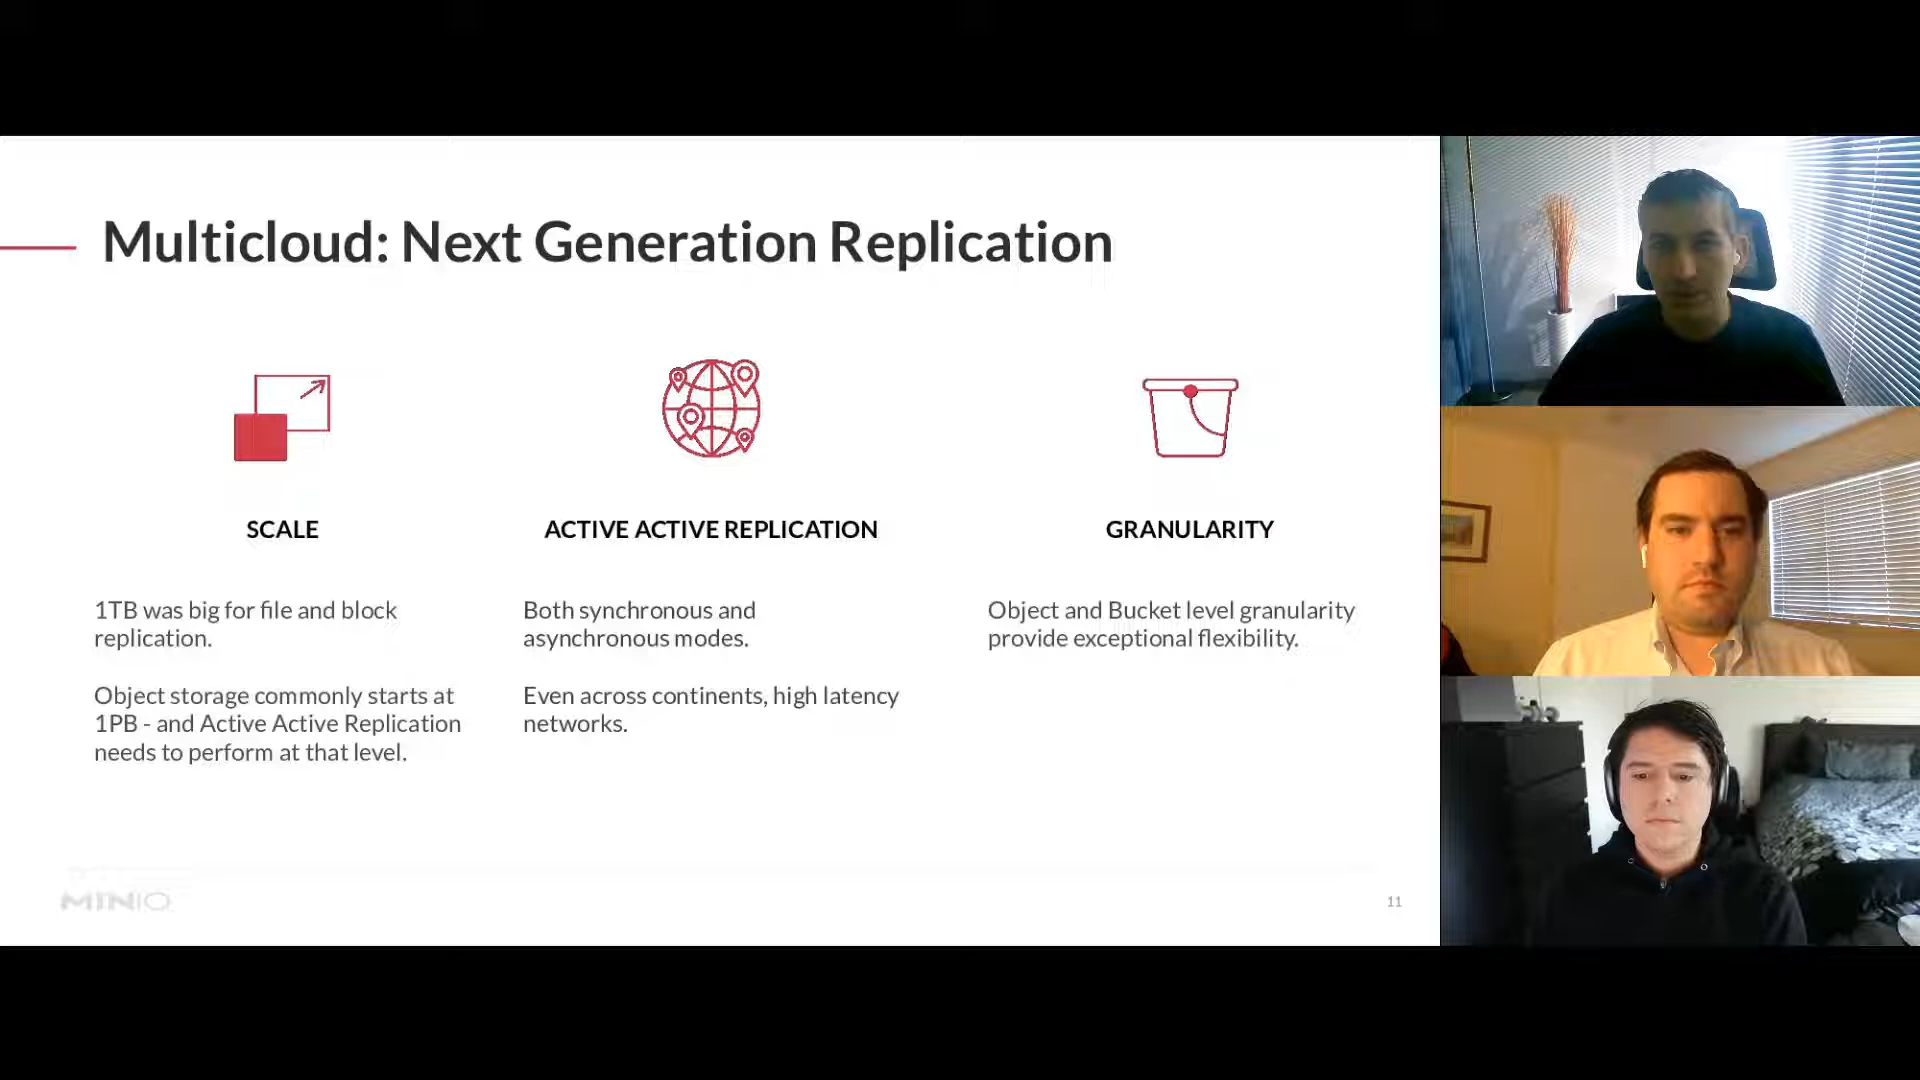 Multicloud: Next Generation Replication
SCALE
1TB was big for file and block
replication.
Object storage commonly starts at
1PB - and Active Active Replication
needs to perform at that level.
ACTIVE ACTIVE REPLICATION
Both synchronous and
asynchronous modes.
Even across continents, high latency
networks.
GRANULARITY
Object and Bucket level granularity
provide exceptional flexibility.
MINIO
11